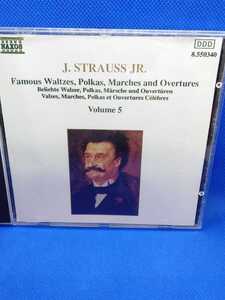 NAXOS
DDD
8.550340
J. STRAUSS JR.
Famous Waltzes, Polkas, Marches and Overtures
Beliebte Walzer, Polkas, Märsche und Ouvertüren
Valses, Marches, Polkas et Ouvertures Célèbres
Volume 5